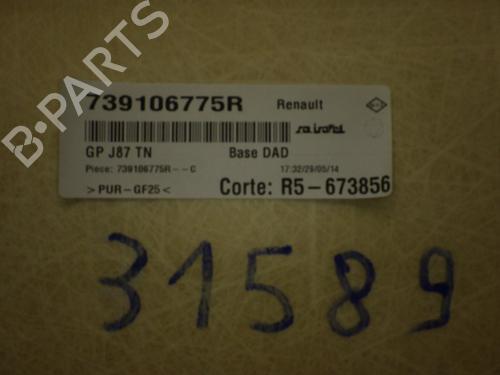 B-PARTS
739106775R Renault
GP J87 TN Base DAD
Piece: 739106775R--C 17:32/29/05/14
>PUR-GF25< Corte: R5-673856
31589